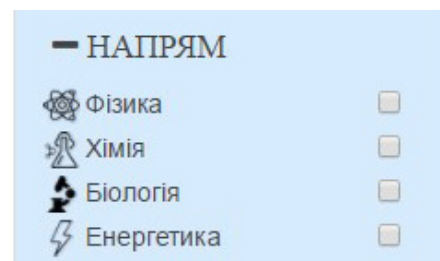 НАПРЯМ
Фізика
Хімія
Біологія
Енергетика